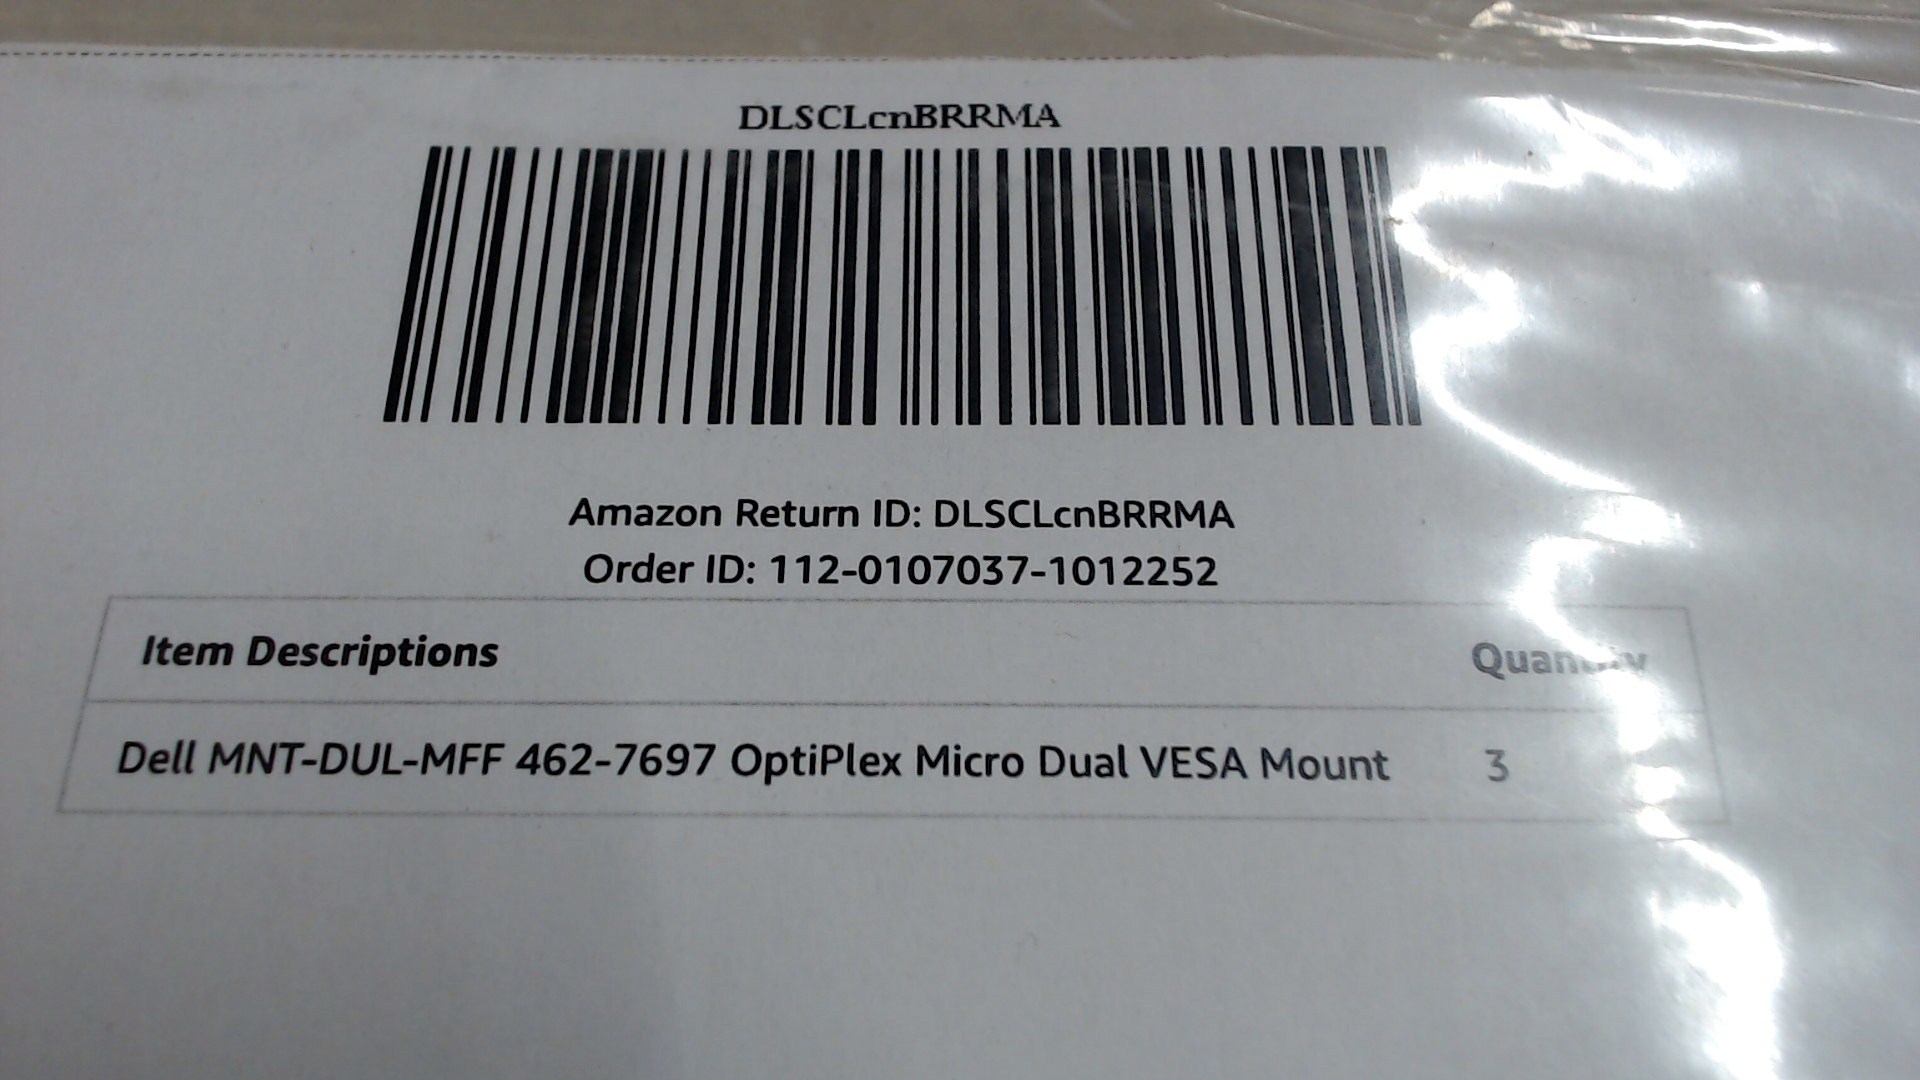 DLSCLcnBRRMA
Amazon Return ID: DLSCLcnBRRMA
Order ID: 112-0107037-1012252
Item Descriptions Quantity
Dell MNT-DUL-MFF 462-7697 OptiPlex Micro Dual VESA Mount 3